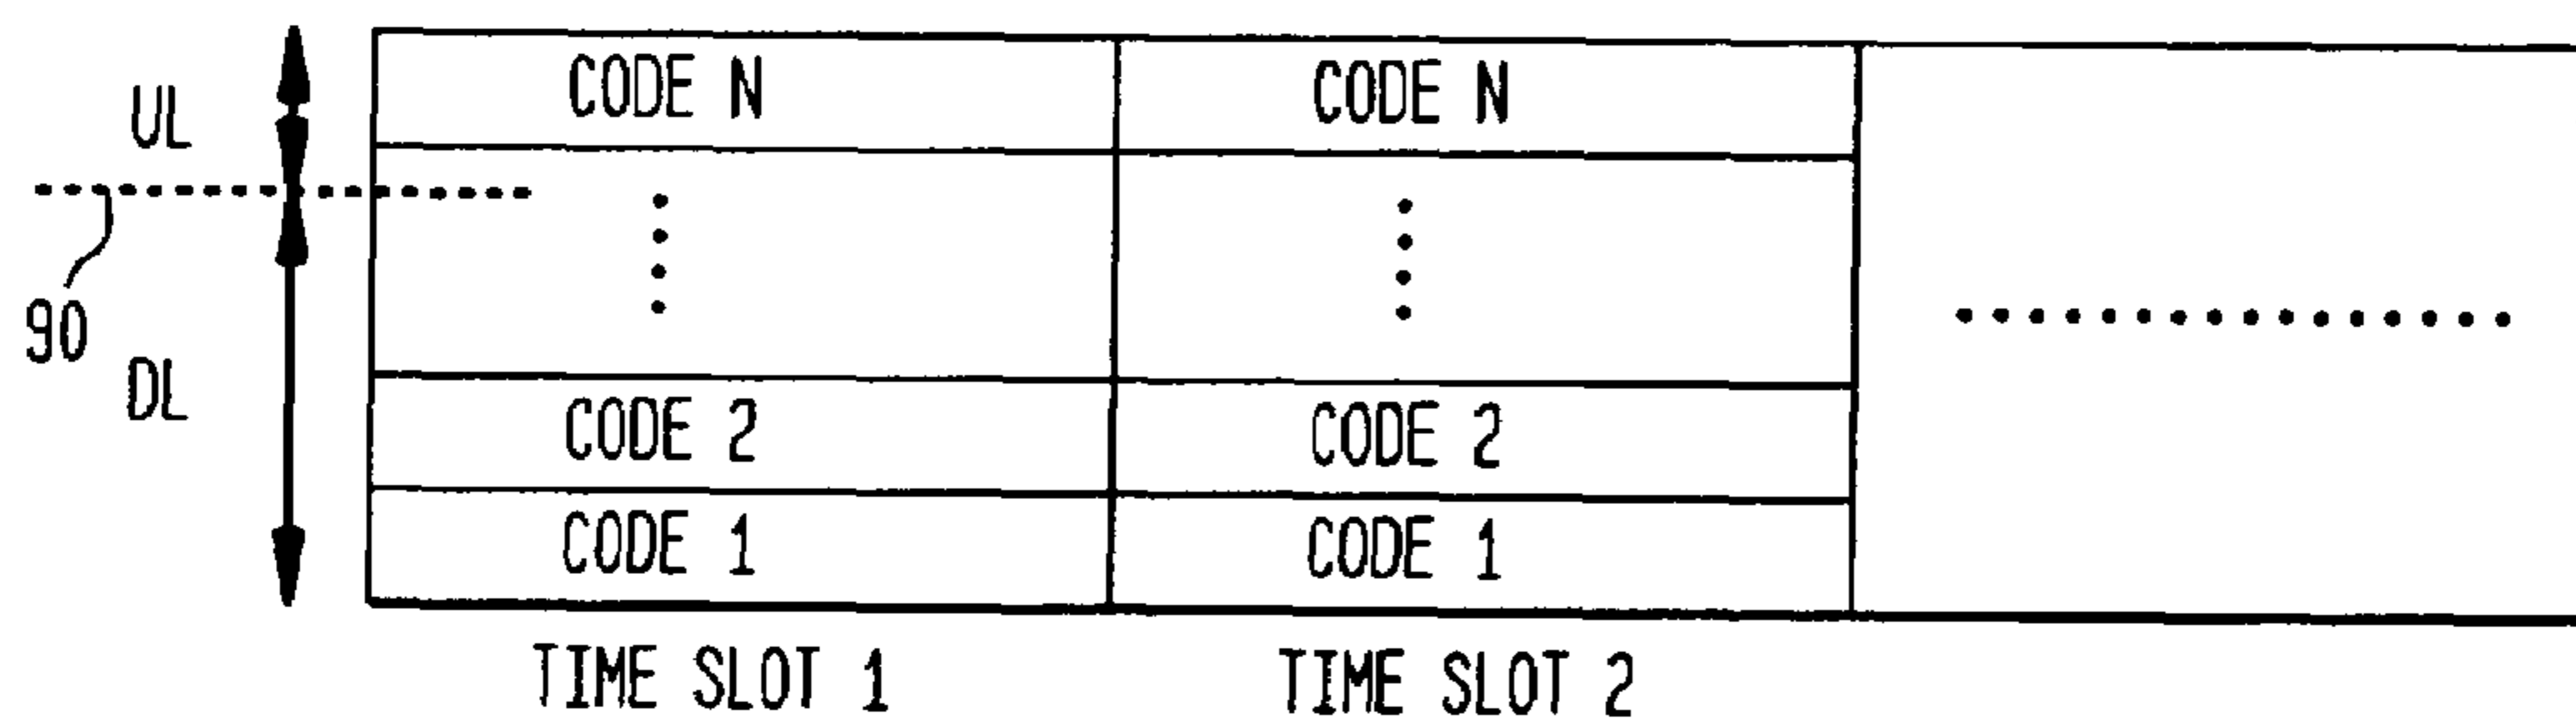 UL
90
DL
CODE N CODE N
CODE 2 CODE 2
CODE 1 CODE 1
TIME SLOT 1 TIME SLOT 2